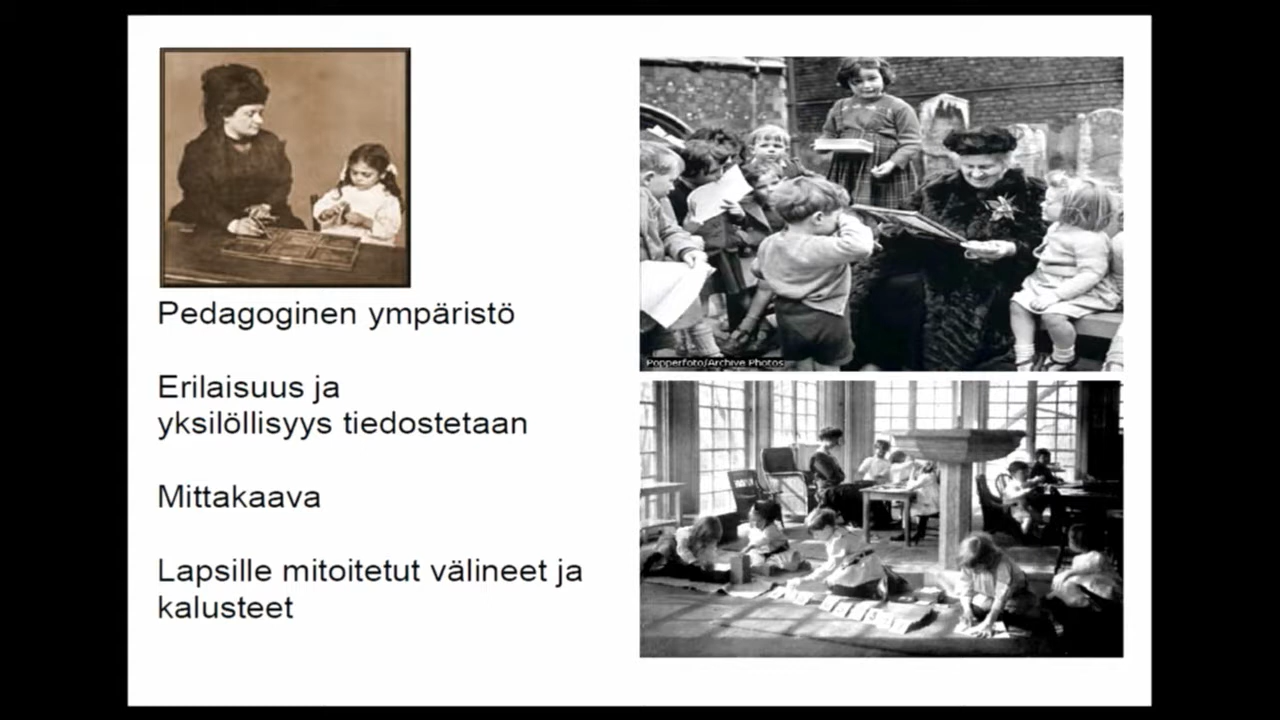 Pedagoginen ympäristö
Erilaisuus ja
yksilöllisyys tiedostetaan
Mittakaava
Lapsille mitoitetut välineet ja
kalusteet
Popperfoto/Archive Photos